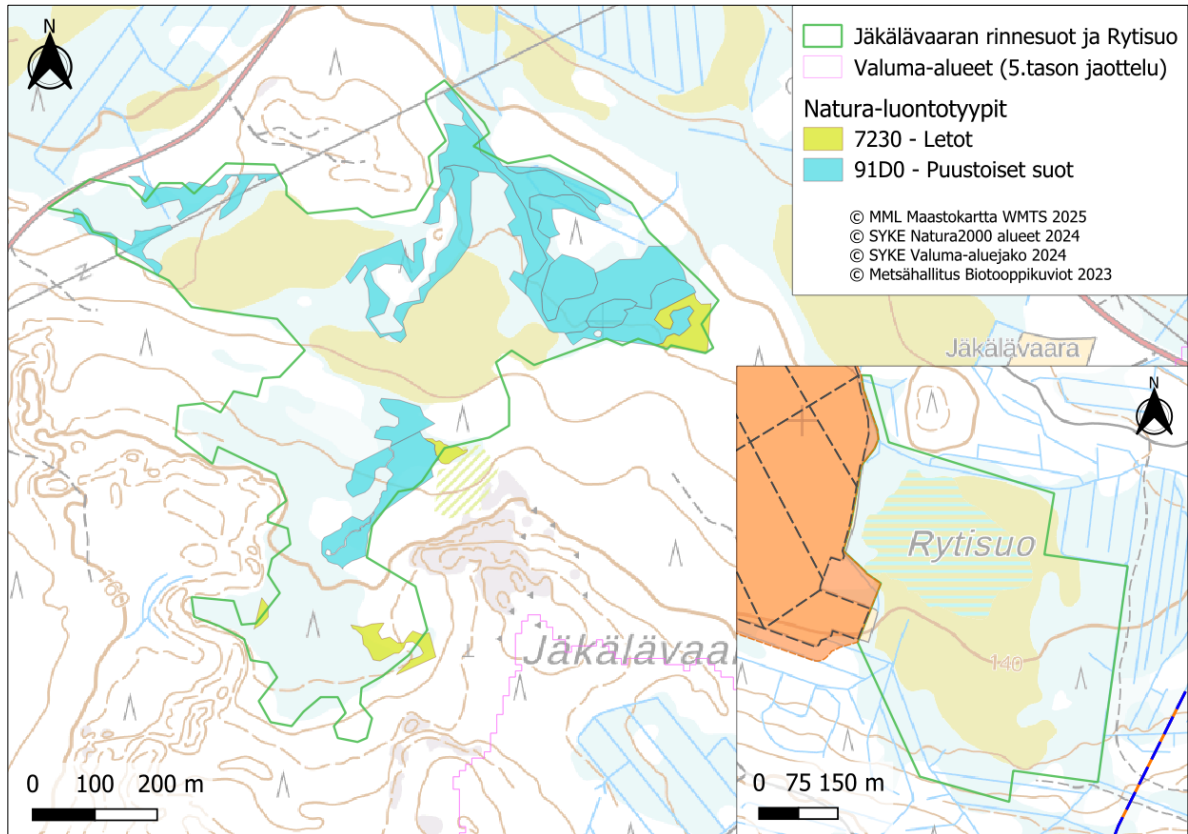 N
Jäkälävaaran rinnesuot ja Rytisuo
Valuma-alueet (5.tason jaottelu)
Natura-luontotyypit
7230 - Letot
91D0 - Puustoiset suot
© MML Maastokartta WMTS 2025
© SYKE Natura2000 alueet 2024
© SYKE Valuma-aluejako 2024
© Metsähallitus Biotooppikuviot 2023
Jäkälävaara
N
Rytisuo
140
160
Jäkälävaar
0 100 200 m
0 75 150 m